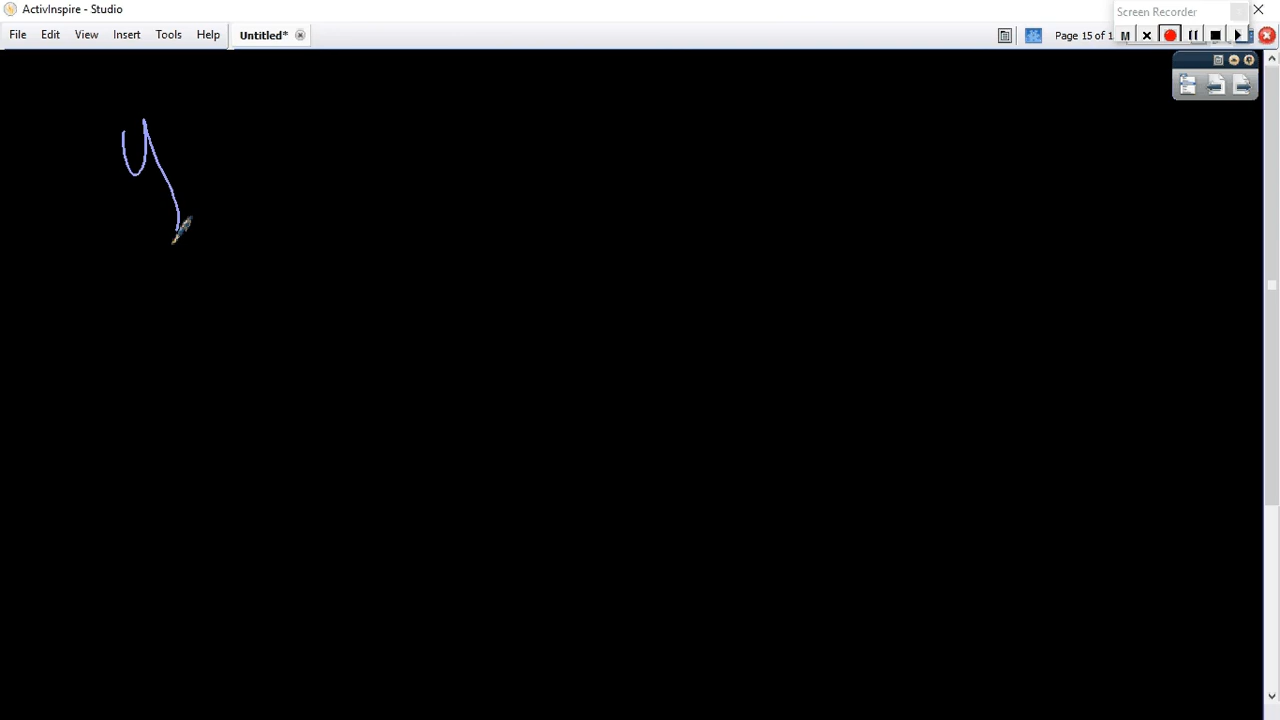 ActivInspire - Studio
Screen Recorder
File Edit View Insert Tools Help Untitled* Page 15 of 1 M
y